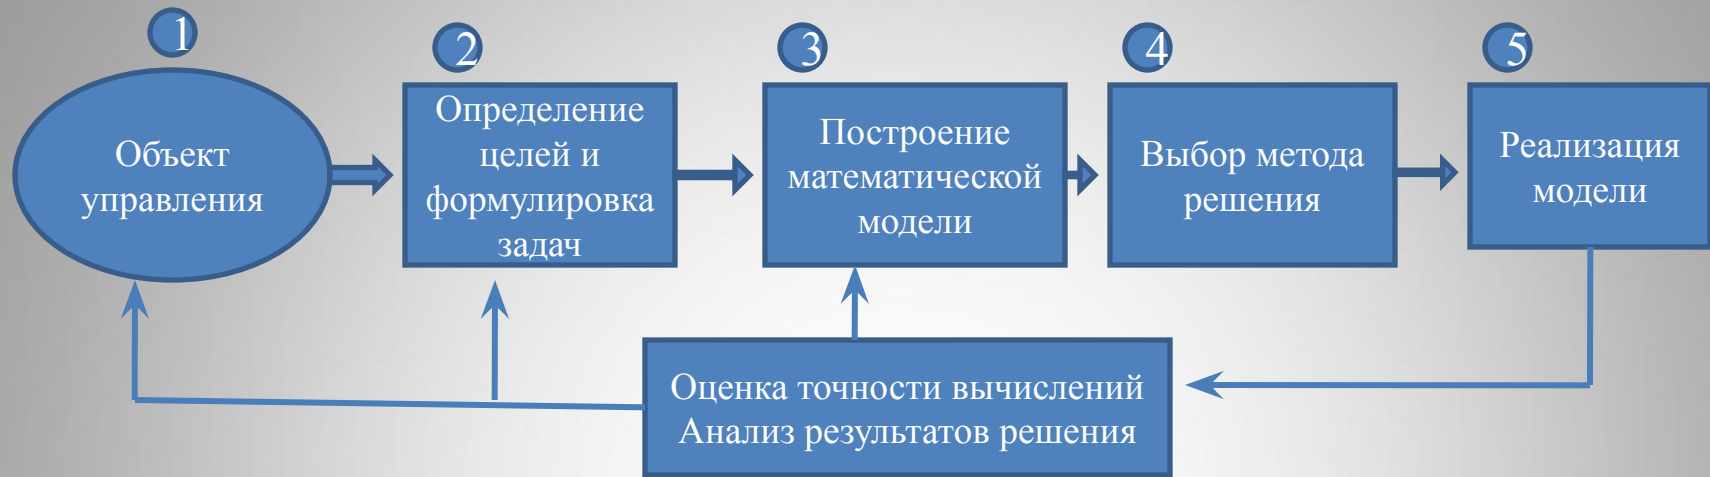 1
Объект
управления
2
Определение
целей и
формулировка
задач
3
Построение
математической
модели
4
Выбор метода
решения
5
Реализация
модели
Оценка точности вычислений
Анализ результатов решения